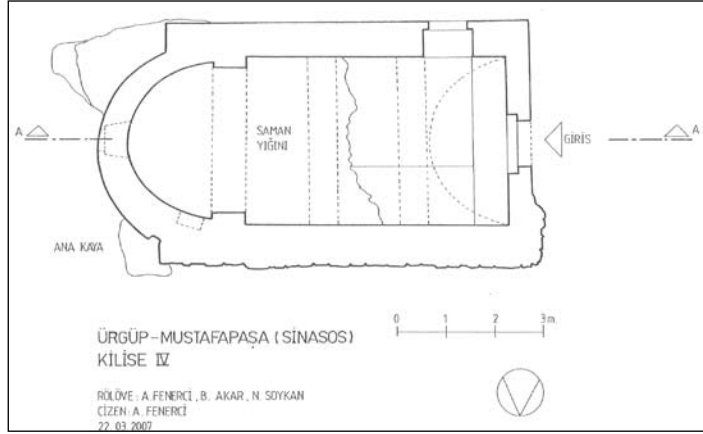 A
SAMAN
YIĞINI
GİRİS
A
ANA KAYA
0 1 2 3 m
ÜRGÜP-MUSTAFAPAŞA (SİNASOS)
KİLİSE IV
RÖLÖVE: A.FENERCİ, B. AKAR, N. SOYKAN
ÇİZEN: A. FENERCİ
22.03.2007